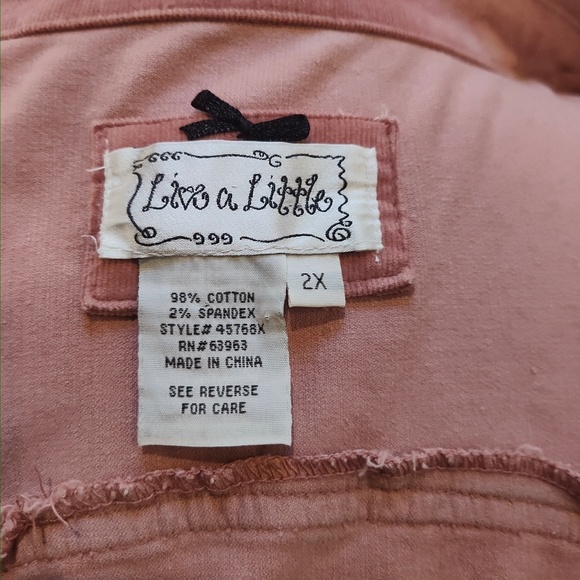 Live a Little
2X
98% COTTON
2% SPANDEX
STYLE# 45768X
RN#63963
MADE IN CHINA
SEE REVERSE
FOR CARE